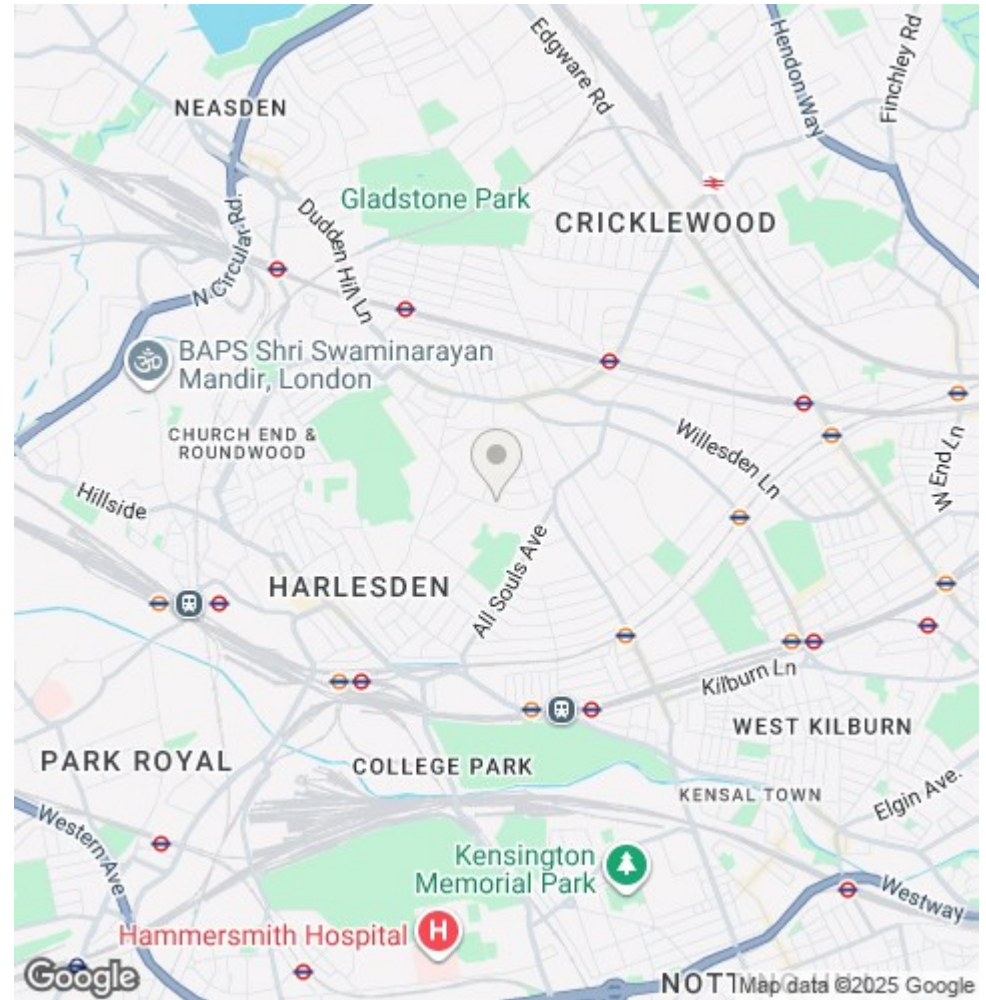 Edgware Rd
Hendon Way
Finchley Rd
NEASDEN
Gladstone Park
CRICKLEWOOD
Dudden Hill Ln
N Circular Rd.
BAPS Shri Swaminarayan
Mandir, London
CHURCH END &
ROUNDWOOD
Willesden Ln
W End Ln
Hillside
HARLESDEN
All Souls Ave
Kilburn Ln
WEST KILBURN
PARK ROYAL
COLLEGE PARK
KENSAL TOWN
Elgin Ave.
Western Ave
Kensington
Memorial Park
Westway
Hammersmith Hospital
H
Google
Map data ©2025 Google